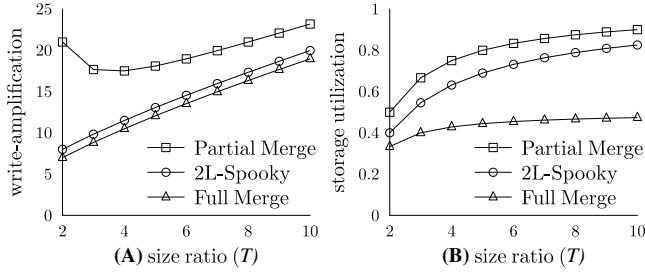 write-amplification
25
20
15
10
5
0
Partial Merge
2L-Spooky
Full Merge
2 4 6 8 10
(A) size ratio (T)
storage utilization
1
0.8
0.6
0.4
0.2
0
Partial Merge
2L-Spooky
Full Merge
2 4 6 8 10
(B) size ratio (T)